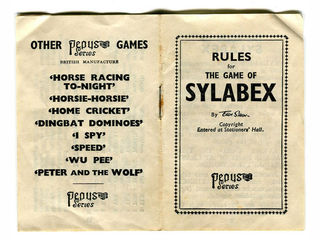 OTHER Pepys GAMES
Series
BRITISH MANUFACTURE
'HORSE RACING
TO-NIGHT'
'HORSIE-HORSIE'
'HOME CRICKET'
'DINGBAT DOMINOES'
'I SPY'
'SPEED'
'WU PEE'
'PETER AND THE WOLF'
Pepys
Series
RULES
for
THE GAME OF
SYLABEX
By
Copyright
Entered at Stationers' Hall.
Pepys
Series